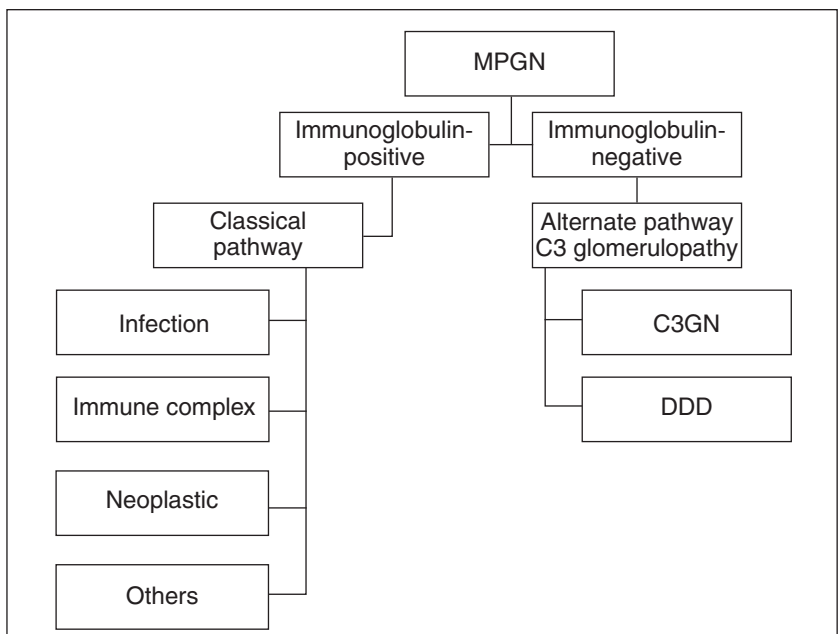 MPGN
Immunoglobulin-
positive
Immunoglobulin-
negative
Classical
pathway
Alternate pathway
C3 glomerulopathy
Infection
C3GN
Immune complex
DDD
Neoplastic
Others